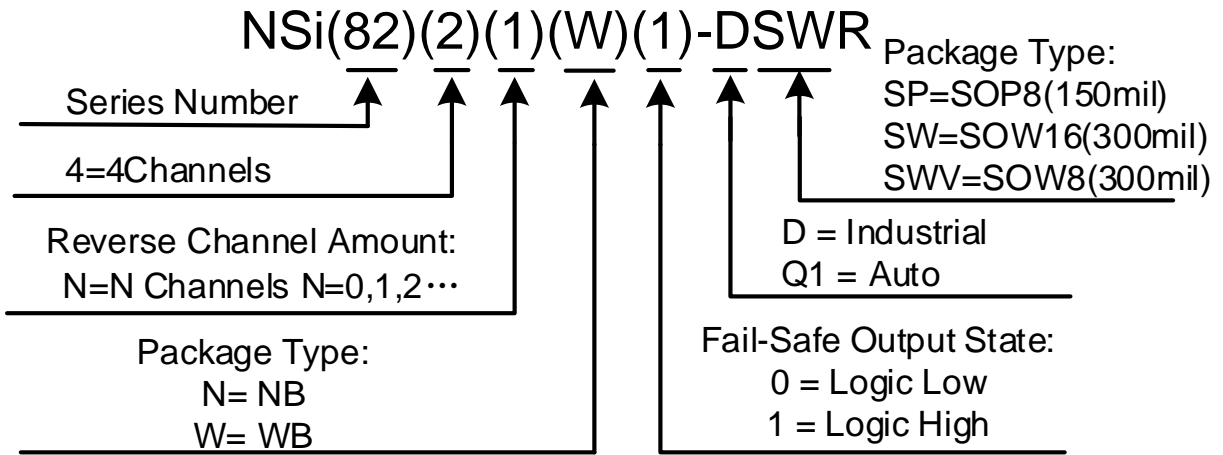 NSi(82)(2)(1)(W)(1)-DSWR
Series Number
4=4Channels
Reverse Channel Amount:
N=N Channels N=0,1,2⋯
Package Type:
N= NB
W= WB
Package Type:
SP=SOP8(150mil)
SW=SOW16(300mil)
SWV=SOW8(300mil)
D = Industrial
Q1 = Auto
Fail-Safe Output State:
0 = Logic Low
1 = Logic High